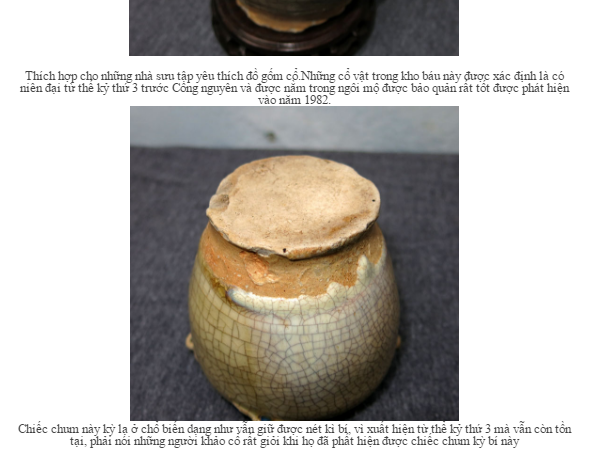 Thích hợp cho những nhà sưu tập yêu thích đồ gốm cổ.Những cổ vật trong kho báu này được xác định là có
niên đại từ thế kỷ thứ 3 trước Công nguyên và được nằm trong ngôi mộ được bảo quản rất tốt được phát hiện
vào năm 1982.
Chiếc chum này kỳ lạ ở chỗ biến dạng như vẫn giữ được nét kì bí, vì xuất hiện từ thế kỷ thứ 3 mà vẫn còn tồn
tại, phải nói những người khảo cổ rất giỏi khi họ đã phát hiện được chiếc chum kỳ bí này